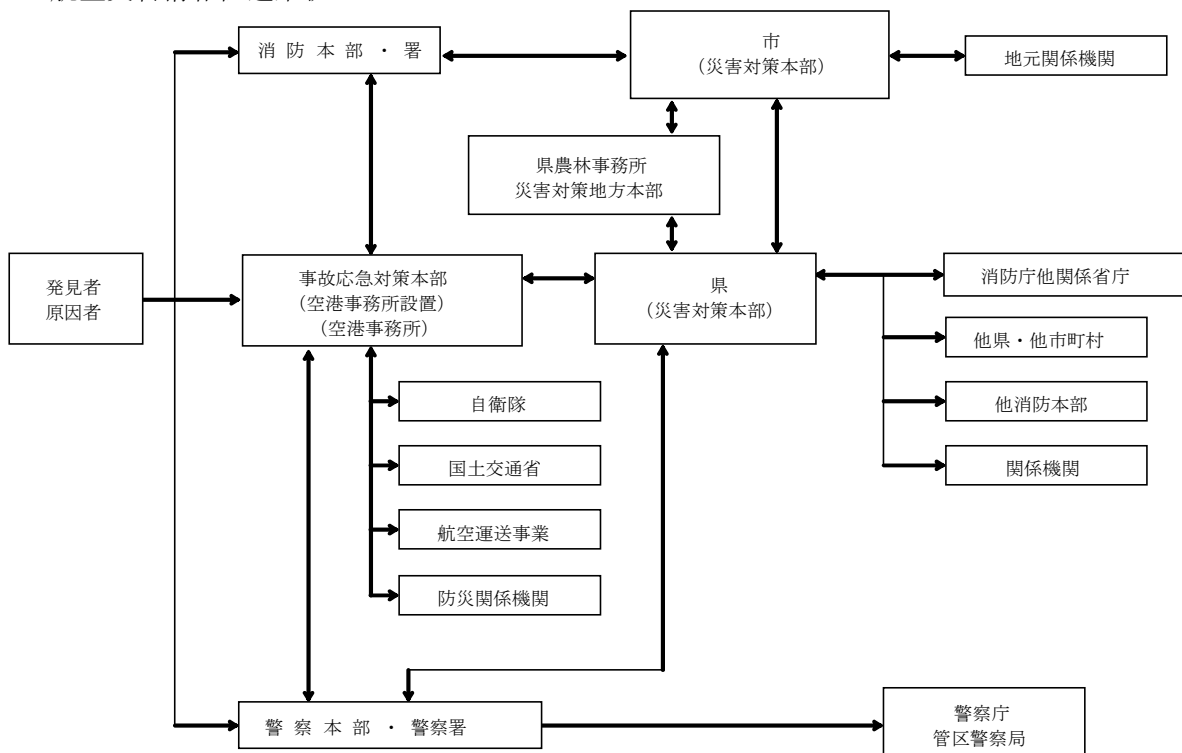 消 防 本 部 ・ 署
市
（災害対策本部）
地元関係機関
県農林事務所
災害対策地方本部
発見者
原因者
事故応急対策本部
（空港事務所設置）
（空港事務所）
県
（災害対策本部）
消防庁他関係省庁
他県・他市町村
他消防本部
関係機関
自衛隊
国土交通省
航空運送事業
防災関係機関
警 察 本 部 ・ 警察署
警察庁
管区警察局